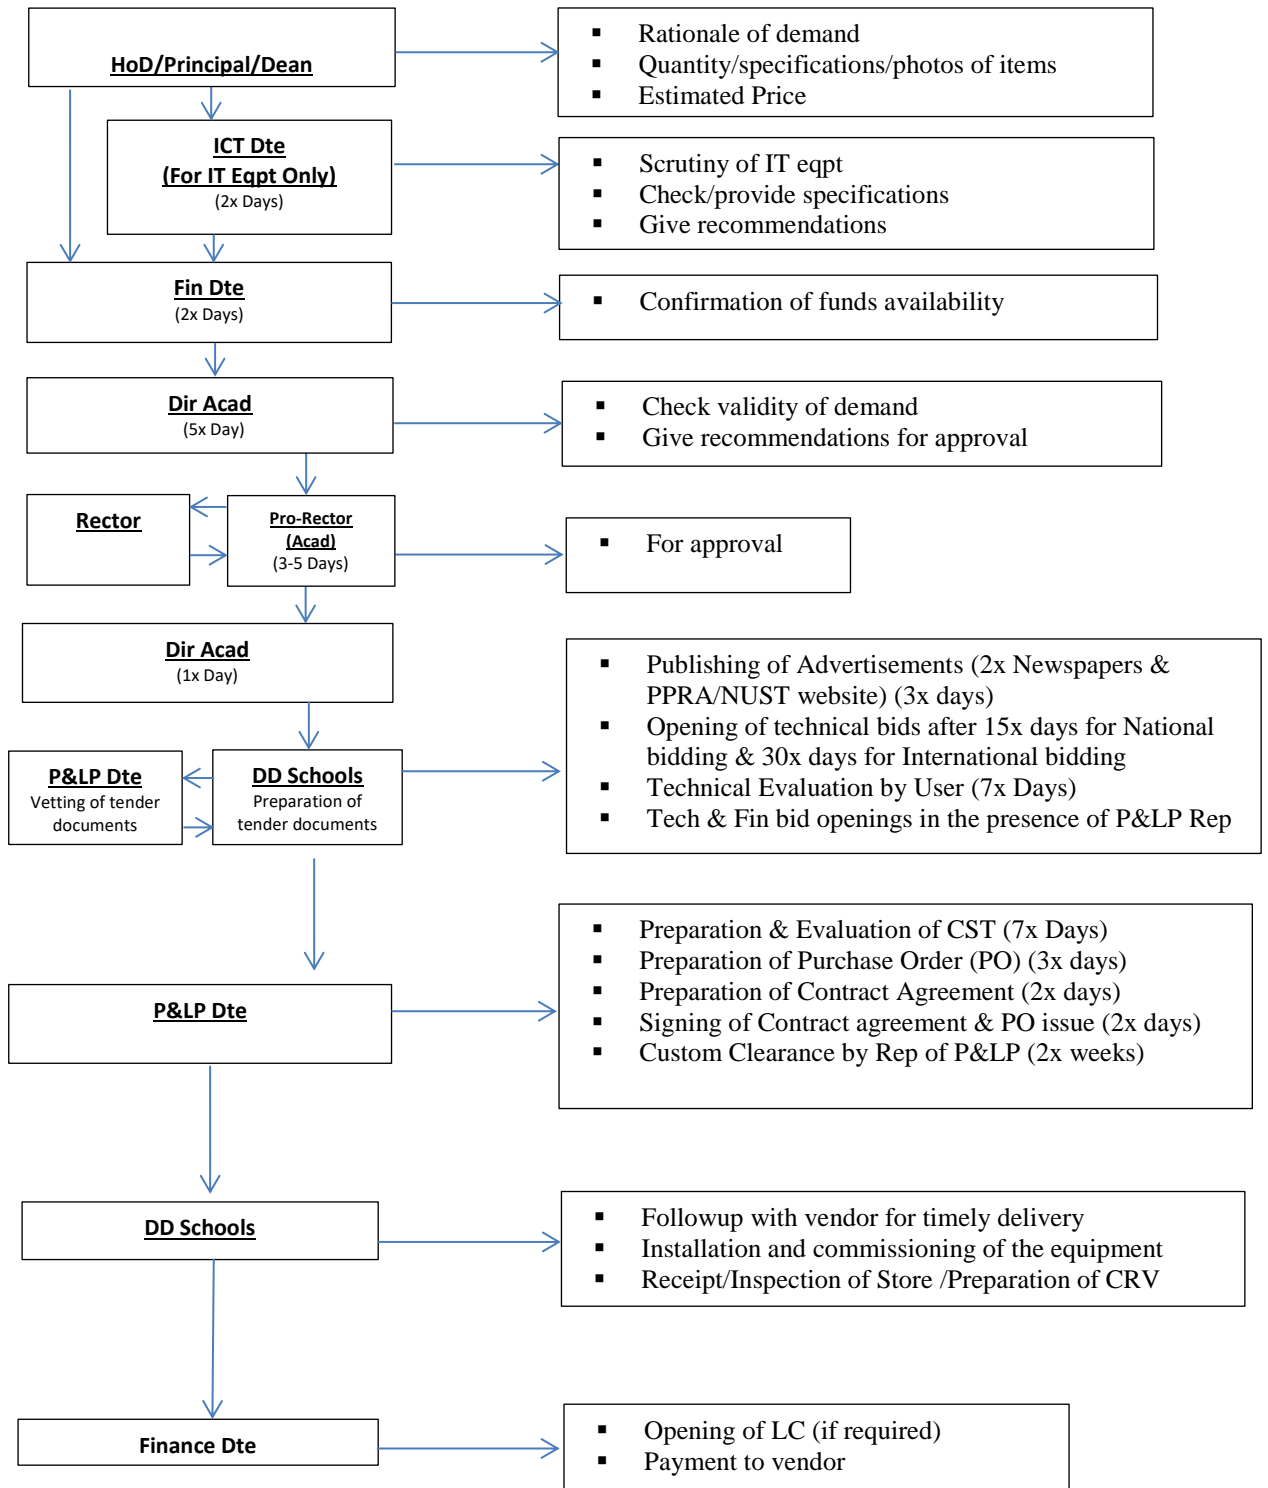 HoD/Principal/Dean
▪ Rationale of demand
▪ Quantity/specifications/photos of items
▪ Estimated Price
ICT Dte
(For IT Eqpt Only)
(2x Days)
▪ Scrutiny of IT eqpt
▪ Check/provide specifications
▪ Give recommendations
Fin Dte
(2x Days)
▪ Confirmation of funds availability
Dir Acad
(5x Day)
▪ Check validity of demand
▪ Give recommendations for approval
Rector
Pro-Rector
(Acad)
(3-5 Days)
▪ For approval
Dir Acad
(1x Day)
▪ Publishing of Advertisements (2x Newspapers &
PPRA/NUST website) (3x days)
▪ Opening of technical bids after 15x days for National
bidding & 30x days for International bidding
▪ Technical Evaluation by User (7x Days)
▪ Tech & Fin bid openings in the presence of P&LP Rep
P&LP Dte
Vetting of tender
documents
DD Schools
Preparation of
tender documents
▪ Preparation & Evaluation of CST (7x Days)
▪ Preparation of Purchase Order (PO) (3x days)
▪ Preparation of Contract Agreement (2x days)
▪ Signing of Contract agreement & PO issue (2x days)
▪ Custom Clearance by Rep of P&LP (2x weeks)
P&LP Dte
DD Schools
▪ Followup with vendor for timely delivery
▪ Installation and commissioning of the equipment
▪ Receipt/Inspection of Store /Preparation of CRV
Finance Dte
▪ Opening of LC (if required)
▪ Payment to vendor